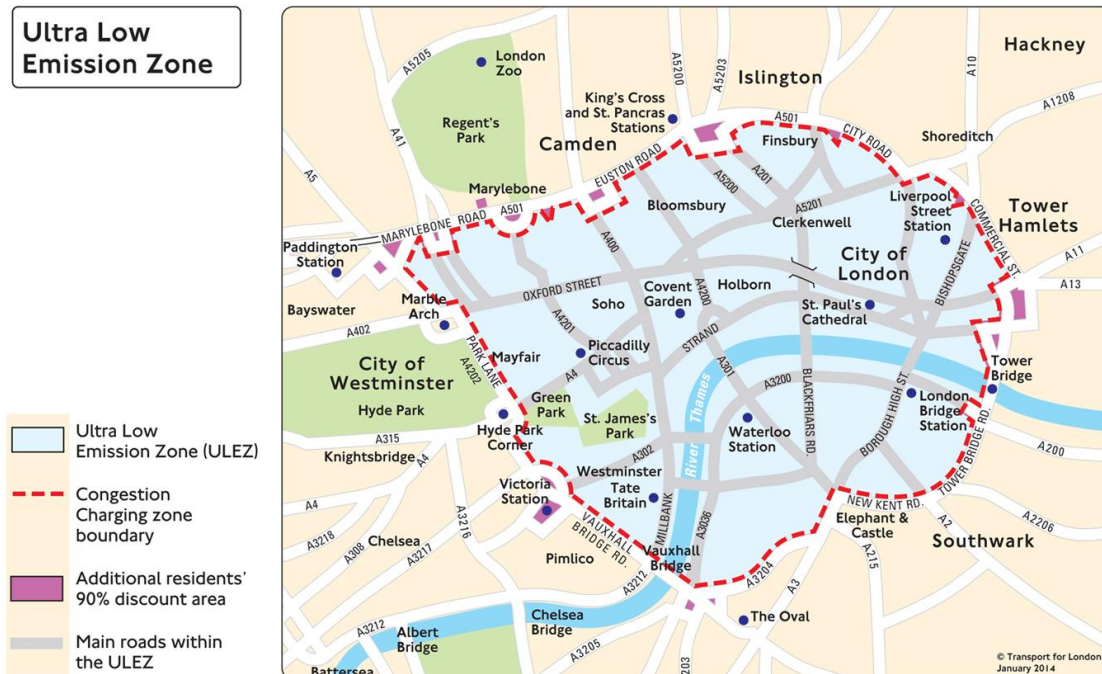 Ultra Low
Emission Zone
Ultra Low
Emission Zone (ULEZ)
Congestion
Charging zone
boundary
Additional residents'
90% discount area
Main roads within
the ULEZ
A5205
London
Zoo
A5200
A5203
Islington
A10
Hackney
A41
Regent's
Park
King's Cross
and St. Pancras
Stations
A501
CITY ROAD
A1208
Camden
Finsbury
Shoreditch
A5
EUSTON ROAD
A5200
A201
Marylebone
MARYLEBONE ROAD
A501
Bloomsbury
A5201
Liverpool
Street
Station
COMMERCIAL ST.
Tower
Hamlets
Clerkenwell
A400
Paddington
Station
City of
London
BISHOPSGATE
A11
A13
OXFORD STREET
Covent
Garden
A4200
Holborn
Bayswater
Marble
Arch
Soho
St. Paul's
Cathedral
A402
A4201
STRAND
PARK LANE
A4202
Mayfair
Piccadilly
Circus
City of
Westminster
A4
A301
A3200
BLACKFRIARS RD.
Tower
Bridge
Hyde Park
Green
Park
St. James's
Park
River Thames
BOROUGH HIGH ST.
London
Bridge
Station
Hyde Park
Corner
Waterloo
Station
TOWER BRIDGE RD.
A200
A315
Knightsbridge
A4
A302
Victoria
Station
Westminster
Tate
Britain
NEW KENT RD.
A4
A3216
MILLBANK
A3036
Elephant &
Castle
A2
A2206
A3218
A308
Chelsea
A3217
VAUXHALL
BRIDGE RD.
Southwark
Pimlico
Vauxhall
Bridge
A3204
A3
A215
A3212
Chelsea
Bridge
The Oval
A3212
Albert
Bridge
A3205
Battersea
203
© Transport for London
January 2014